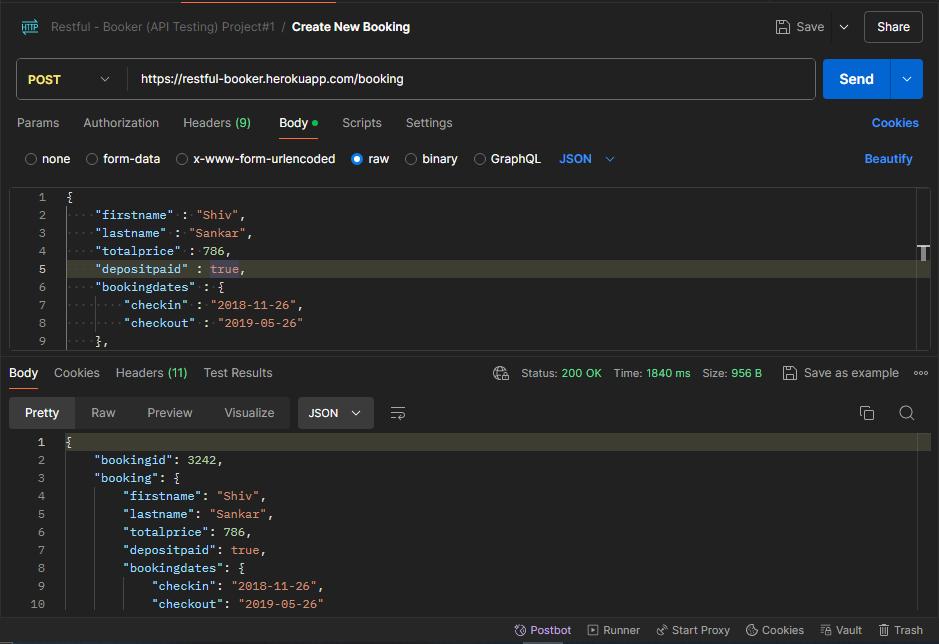 HTTP Restful - Booker (API Testing) Project#1 / Create New Booking Save Share
POST https://restful-booker.herokuapp.com/booking Send
Params Authorization Headers (9) Body Scripts Settings Cookies
none form-data x-www-form-urlencoded raw binary GraphQL JSON Beautify
1 {
2 "firstname" : "Shiv",
3 "lastname" : "Sankar",
4 "totalprice" : 786,
5 "depositpaid" : true,
6 "bookingdates" : {
7 "checkin" : "2018-11-26",
8 "checkout" : "2019-05-26"
9 },
Body Cookies Headers (11) Test Results Status: 200 OK Time: 1840 ms Size: 956 B Save as example
Pretty Raw Preview Visualize JSON
1 {
2 "bookingid": 3242,
3 "booking": {
4 "firstname": "Shiv",
5 "lastname": "Sankar",
6 "totalprice": 786,
7 "depositpaid": true,
8 "bookingdates": {
9 "checkin": "2018-11-26",
10 "checkout": "2019-05-26"
Postbot Runner Start Proxy Cookies Vault Trash